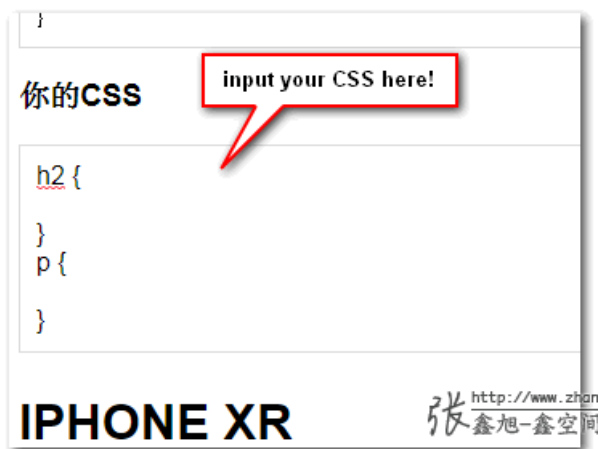 }
你的CSS
input your CSS here!
h2 {
}
p {
}
IPHONE XR
http://www.zhan
张鑫旭-鑫空间